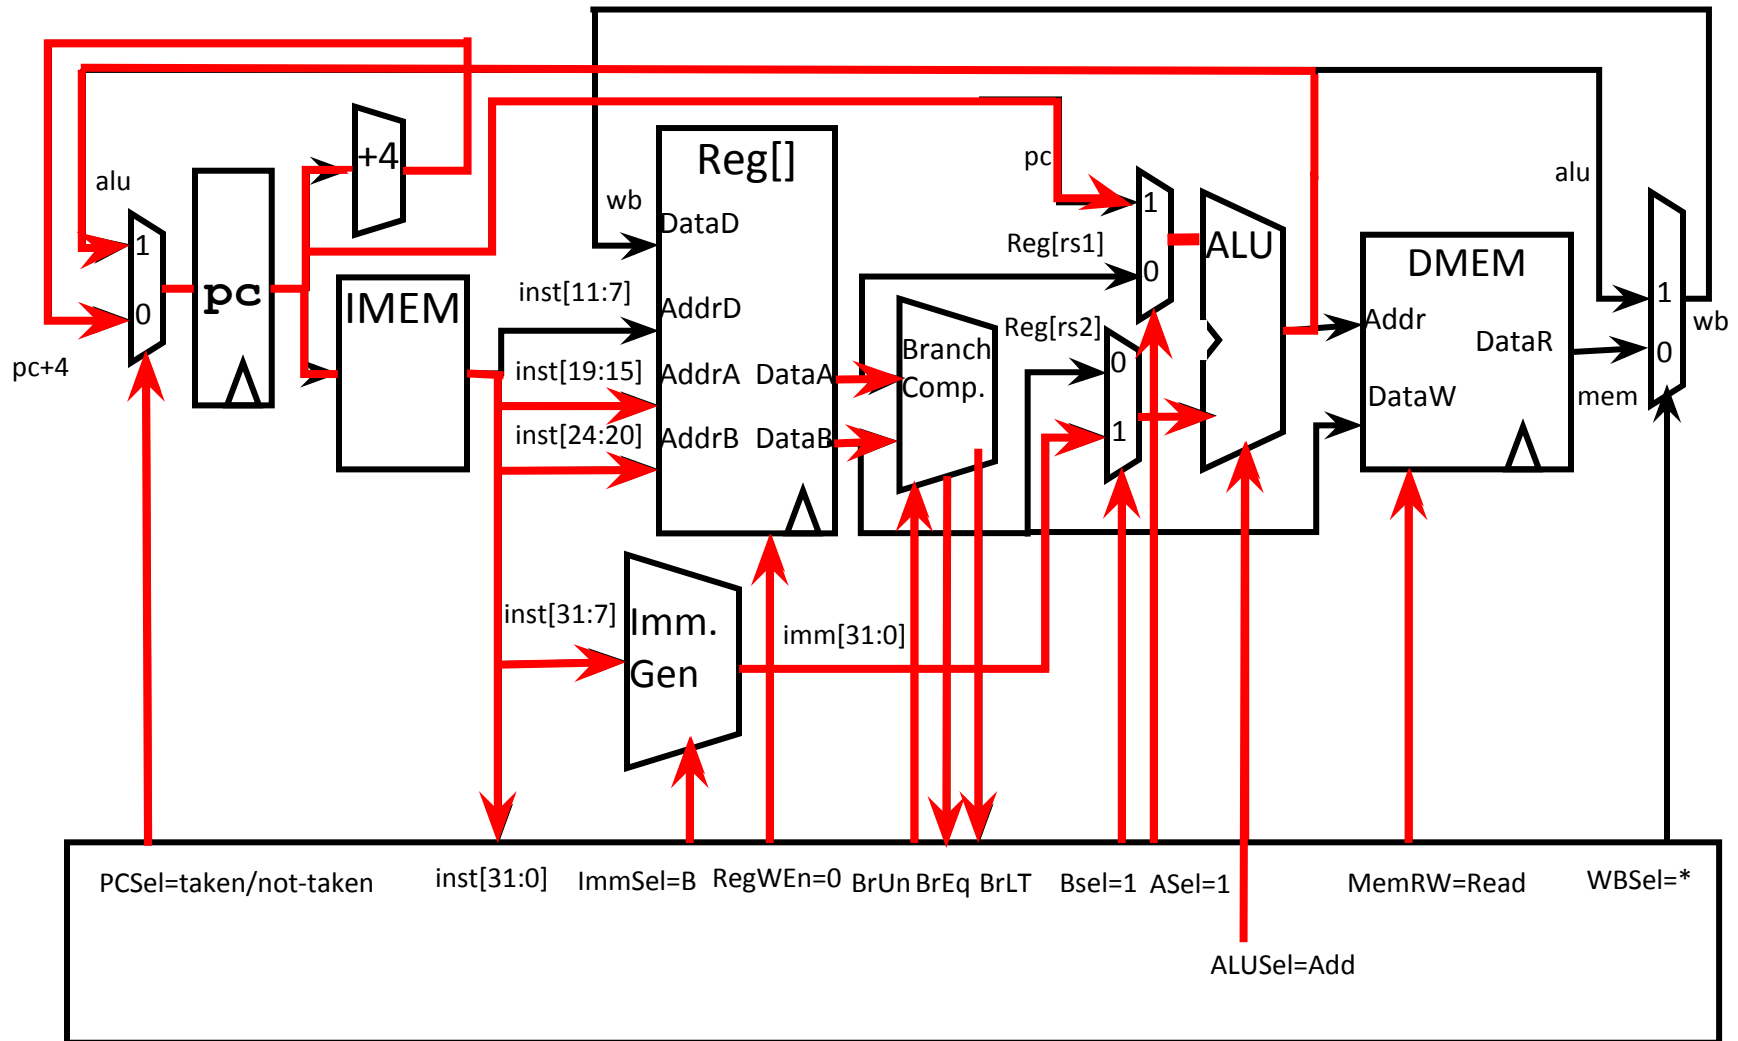 alu
1
0
pc+4
pc
+4
IMEM
Reg[]
wb
DataD
inst[11:7]
AddrD
inst[19:15]
AddrA
DataA
inst[24:20]
AddrB
DataB
inst[31:7]
Imm.
Gen
imm[31:0]
Branch
Comp.
pc
Reg[rs1]
1
0
Reg[rs2]
0
1
ALU
DMEM
Addr
DataR
DataW
alu
mem
1
0
wb
PCSel=taken/not-taken
inst[31:0]
ImmSel=B
RegWEn=0
BrUn
BrEq
BrLT
Bsel=1
ASel=1
MemRW=Read
WBSel=*
ALUSel=Add